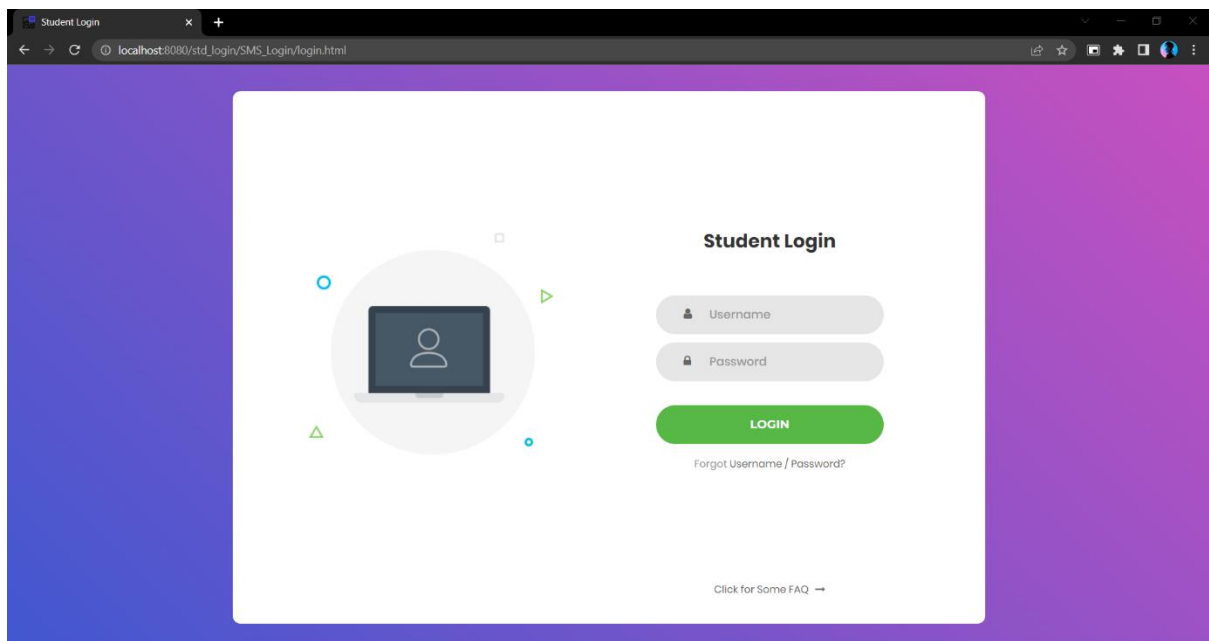 Student Login
localhost:8080/std_login/SMS_Login/login.html
Student Login
Username
Password
LOGIN
Forgot Username / Password?
Click for Some FAQ →